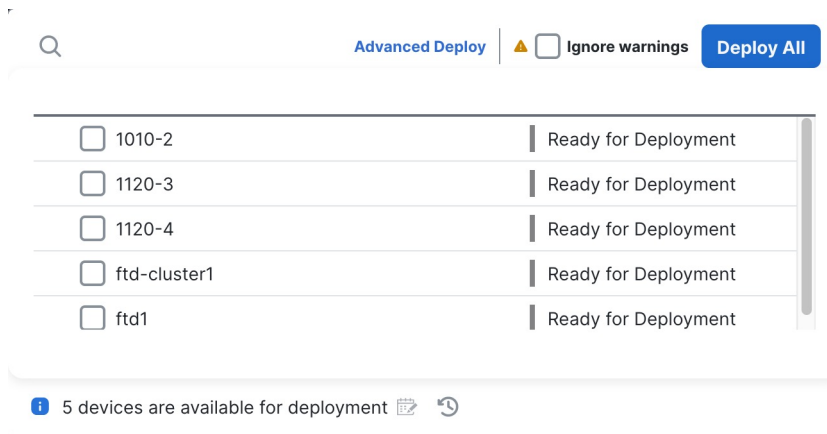 Advanced Deploy Ignore warnings Deploy All
1010-2 Ready for Deployment
1120-3 Ready for Deployment
1120-4 Ready for Deployment
ftd-cluster1 Ready for Deployment
ftd1 Ready for Deployment
5 devices are available for deployment